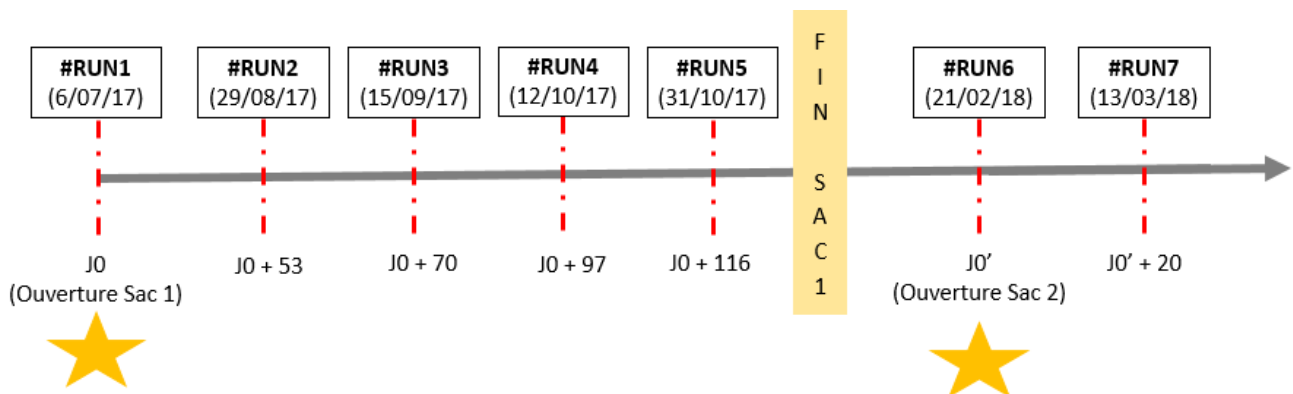 #RUN1
(6/07/17)
#RUN2
(29/08/17)
#RUN3
(15/09/17)
#RUN4
(12/10/17)
#RUN5
(31/10/17)
FIN SAC1
#RUN6
(21/02/18)
#RUN7
(13/03/18)
J0
(Ouverture Sac 1)
J0 + 53
J0 + 70
J0 + 97
J0 + 116
J0’
(Ouverture Sac 2)
J0’ + 20